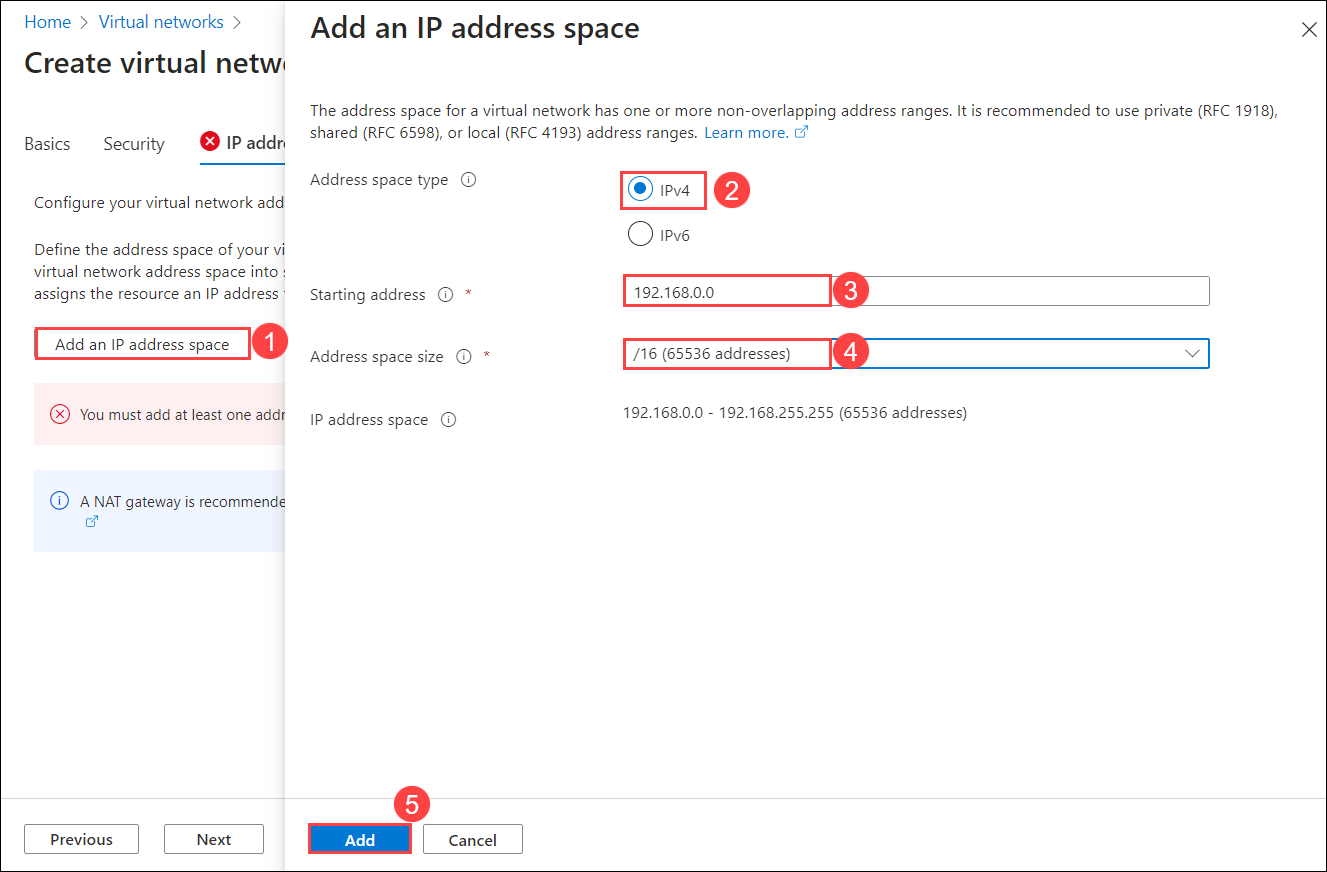 Home > Virtual networks >
Create virtual netw
Basics
Security
IP addr
Configure your virtual network add
Define the address space of your vi
virtual network address space into
assigns the resource an IP address
Add an IP address space
1
You must add at least one addr
A NAT gateway is recommende
Previous
Next
Add an IP address space
The address space for a virtual network has one or more non-overlapping address ranges. It is recommended to use private (RFC 1918),
shared (RFC 6598), or local (RFC 4193) address ranges. Learn more.
Address space type
IPv4
2
IPv6
Starting address *
192.168.0.0
3
Address space size *
/16 (65536 addresses)
4
IP address space
192.168.0.0 - 192.168.255.255 (65536 addresses)
5
Add
Cancel